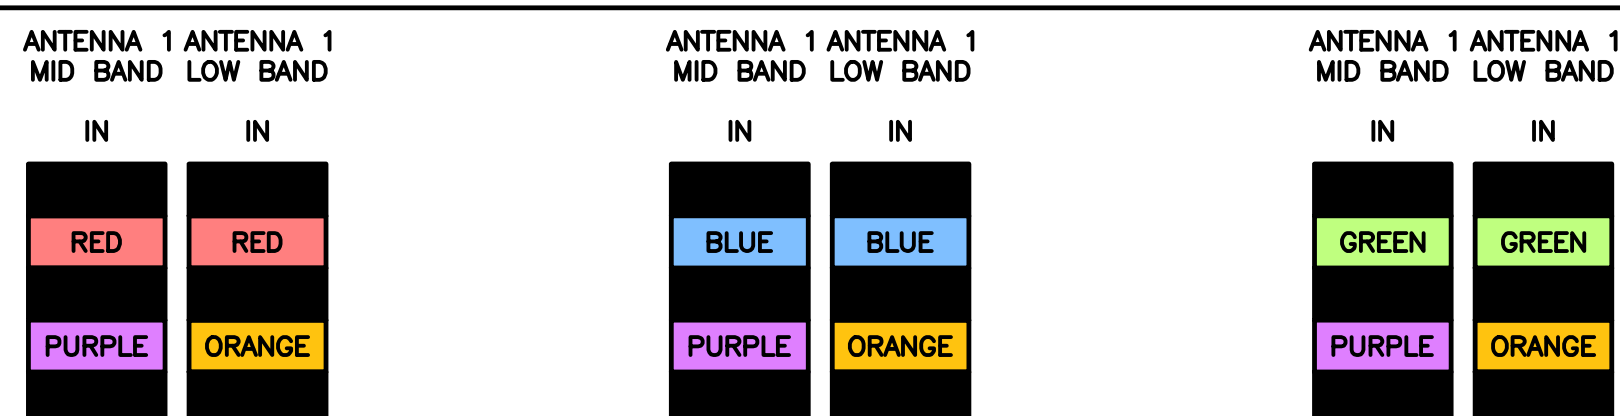 ANTENNA 1 ANTENNA 1 ANTENNA 1 ANTENNA 1 ANTENNA 1 ANTENNA 1
MID BAND LOW BAND MID BAND LOW BAND MID BAND LOW BAND
IN IN IN IN IN IN
RED RED BLUE BLUE GREEN GREEN
PURPLE ORANGE PURPLE ORANGE PURPLE ORANGE